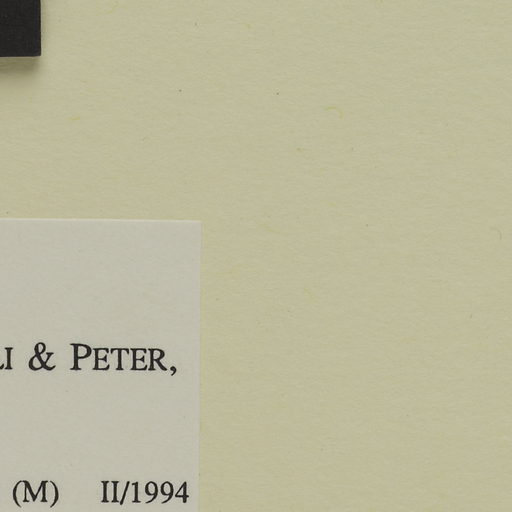 & PETER,
(M) II/1994